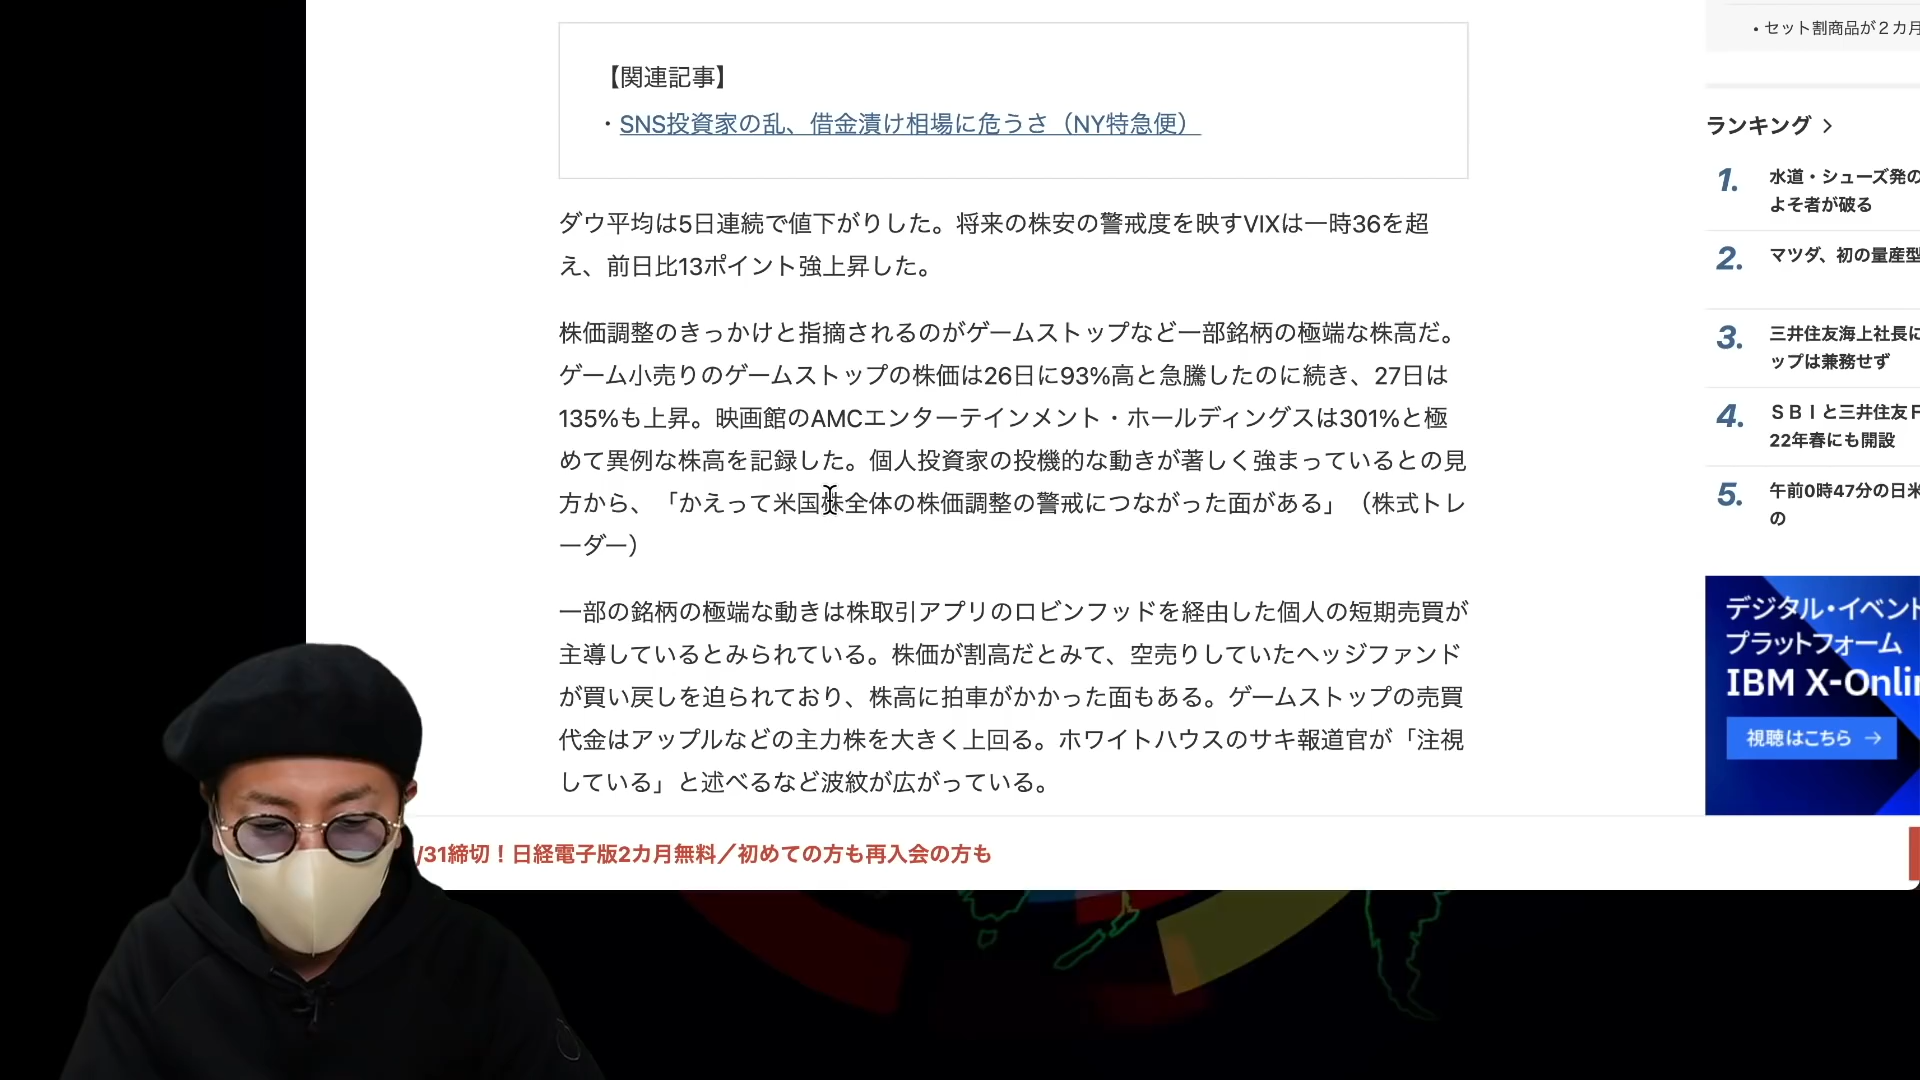 【関連記事】
・SNS投資家の乱、借金漬け相場に危うさ（NY特急便）
ダウ平均は5日連続で値下がりした。将来の株安の警戒度を映すVIXは一時36を超
え、前日比13ポイント強上昇した。
株価調整のきっかけと指摘されるのがゲームストップなど一部銘柄の極端な株高だ。
ゲーム小売りのゲームストップの株価は26日に93%高と急騰したのに続き、27日は
135%も上昇。映画館のAMCエンターテインメント・ホールディングスは301%と極
めて異例な株高を記録した。個人投資家の投機的な動きが著しく強まっているとの見
方から、「かえって米国株全体の株価調整の警戒につながった面がある」（株式トレ
ーダー）
一部の銘柄の極端な動きは株取引アプリのロビンフッドを経由した個人の短期売買が
主導しているとみられている。株価が割高だとみて、空売りしていたヘッジファンド
が買い戻しを迫られており、株高に拍車がかかった面もある。ゲームストップの売買
代金はアップルなどの主力株を大きく上回る。ホワイトハウスのサキ報道官が「注視
している」と述べるなど波紋が広がっている。
/31締切！日経電子版2カ月無料／初めての方も再入会の方も
・セット割商品が２カ月
ランキング
1. 水道・シューズ発の
よそ者が破る
2. マツダ、初の量産型
3. 三井住友海上社長に
ップは兼務せず
4. ＳＢＩと三井住友Ｆ
22年春にも開設
5. 午前0時47分の日米
の
デジタル・イベント
プラットフォーム
IBM X-Onlin
視聴はこちら →